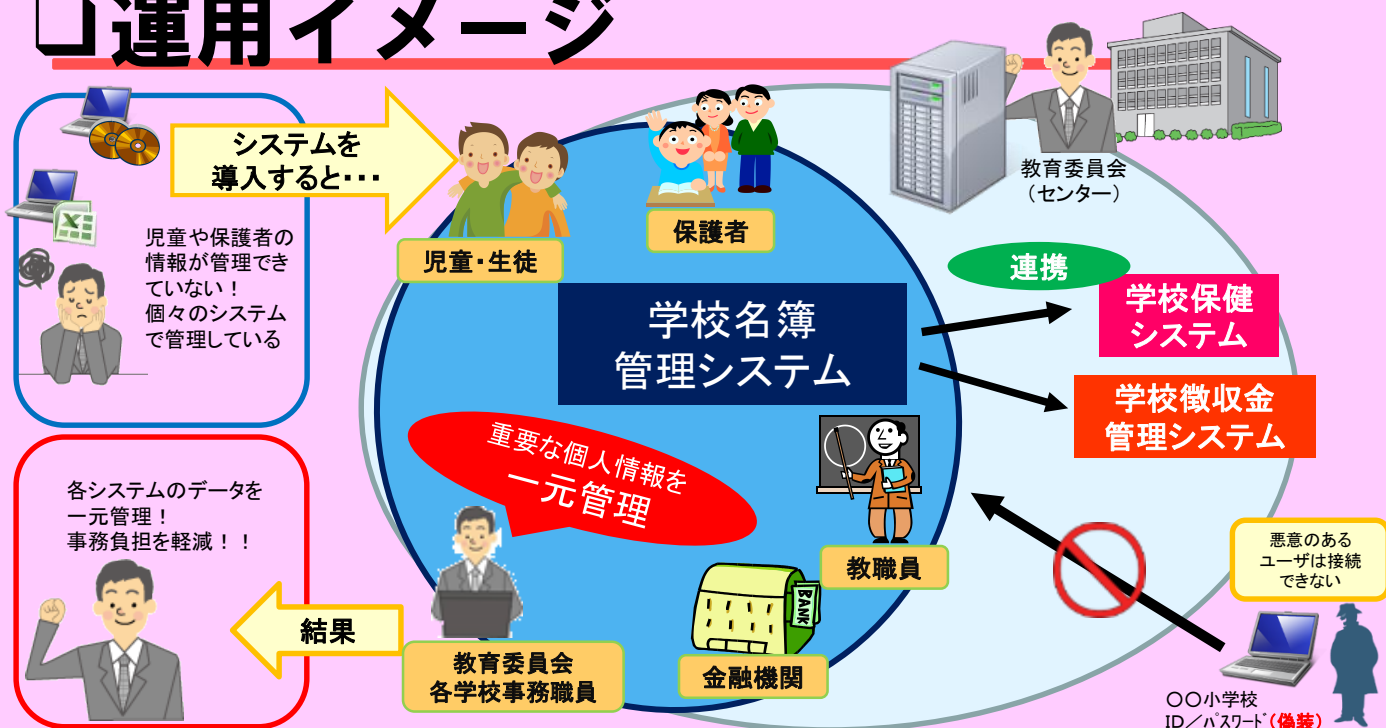 ❑運用イメージ
システムを
導入すると・・・
児童や保護者の
情報が管理でき
ていない！
個々のシステム
で管理している
児童・生徒
保護者
教育委員会
（センター）
連携
学校名簿
管理システム
学校保健
システム
学校徴収金
管理システム
重要な個人情報を
一元管理
各システムのデータを
一元管理！
事務負担を軽減！！
結果
教育委員会
各学校事務職員
BANK
金融機関
教職員
悪意のある
ユーザは接続
できない
〇〇小学校
ID／ﾊﾟｽﾜｰﾄﾞ（偽装）